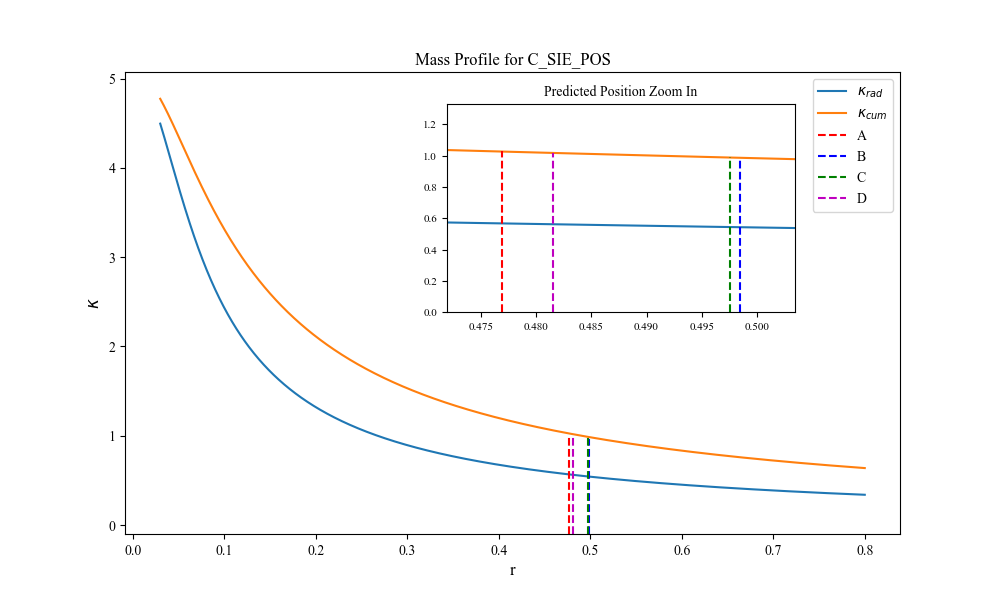 Mass Profile for C_SIE_POS
κ
5
4
3
2
1
0
0.0 0.1 0.2 0.3 0.4 0.5 0.6 0.7 0.8
r
Predicted Position Zoom In
1.2
1.0
0.8
0.6
0.4
0.2
0.0
0.475 0.480 0.485 0.490 0.495 0.500
κrad
κcum
A
B
C
D